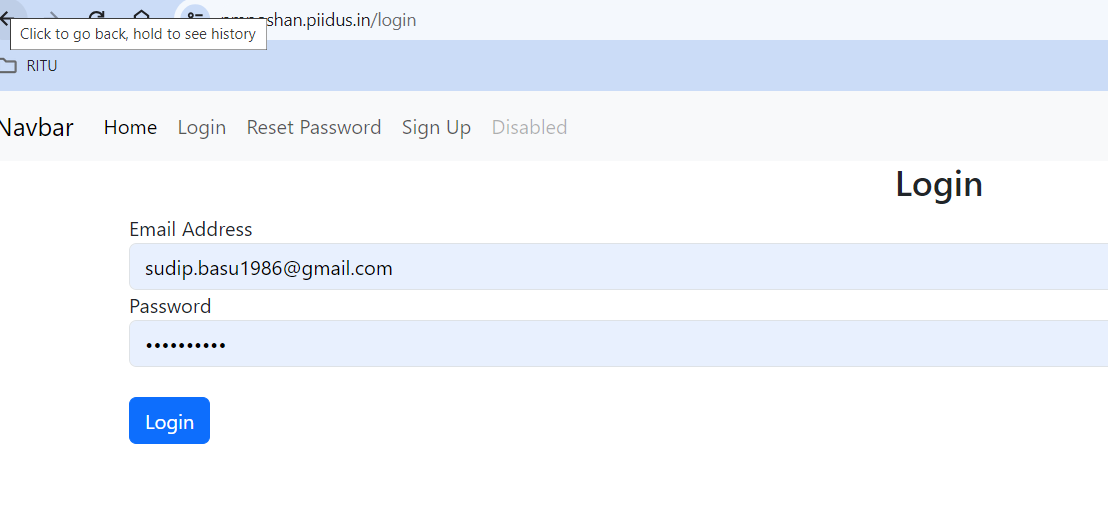 shan.piidus.in/login
Click to go back, hold to see history
RITU
Navbar Home Login Reset Password Sign Up Disabled
Login
Email Address
sudip.basu1986@gmail.com
Password
••••••••••
Login